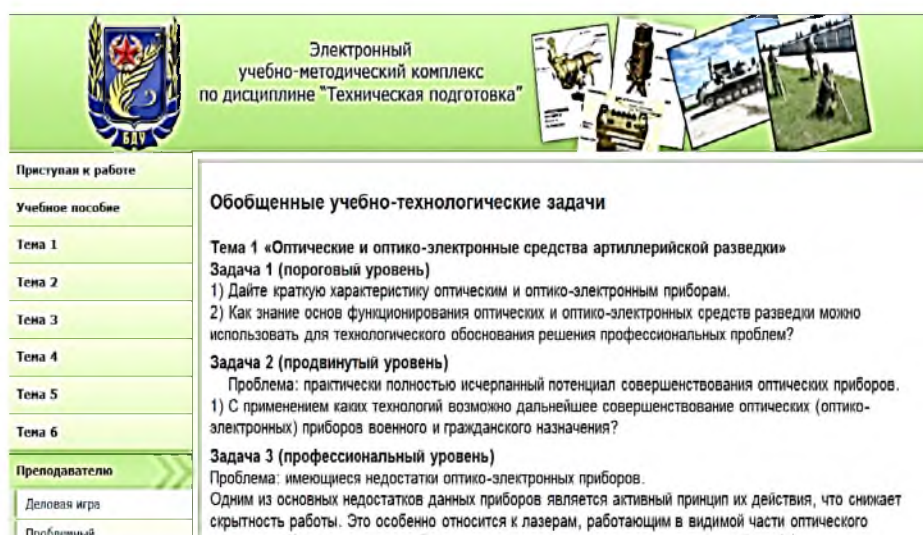 Электронный
учебно-методический комплекс
по дисциплине "Техническая подготовка"
БДУ
Приступая к работе
Учебное пособие
Тема 1
Тема 2
Тема 3
Тема 4
Тема 5
Тема 6
Преподавателю
Деловая игра
Проблемный
Обобщенные учебно-технологические задачи
Тема 1 «Оптические и оптико-электронные средства артиллерийской разведки»
Задача 1 (пороговый уровень)
1) Дайте краткую характеристику оптическим и оптико-электронным приборам.
2) Как знание основ функционирования оптических и оптико-электронных средств разведки можно
использовать для технологического обоснования решения профессиональных проблем?
Задача 2 (продвинутый уровень)
Проблема: практически полностью исчерпанный потенциал совершенствования оптических приборов.
1) С применением каких технологий возможно дальнейшее совершенствование оптических (оптико-
электронных) приборов военного и гражданского назначения?
Задача 3 (профессиональный уровень)
Проблема: имеющиеся недостатки оптико-электронных приборов.
Одним из основных недостатков данных приборов является активный принцип их действия, что снижает
скрытность работы. Это особенно относится к лазерам, работающим в видимой части оптического